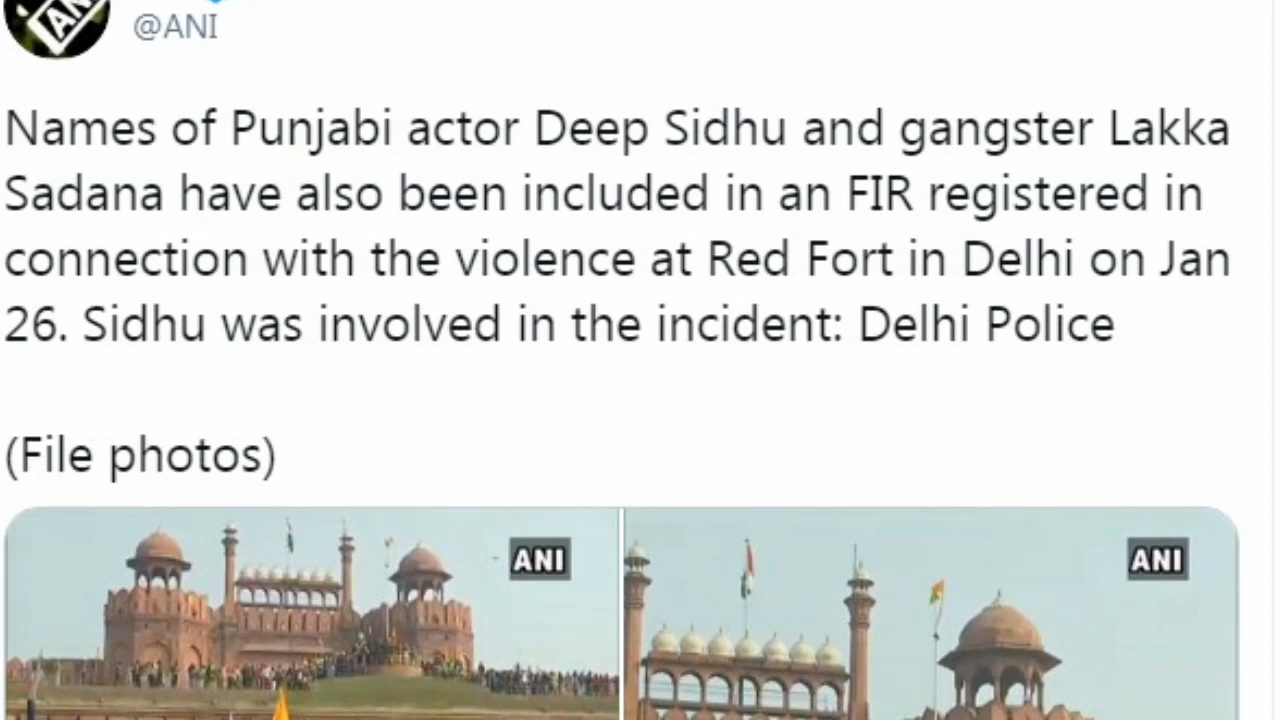 ANI
@ANI
Names of Punjabi actor Deep Sidhu and gangster Lakka
Sadana have also been included in an FIR registered in
connection with the violence at Red Fort in Delhi on Jan
26. Sidhu was involved in the incident: Delhi Police
(File photos)
ANI
ANI